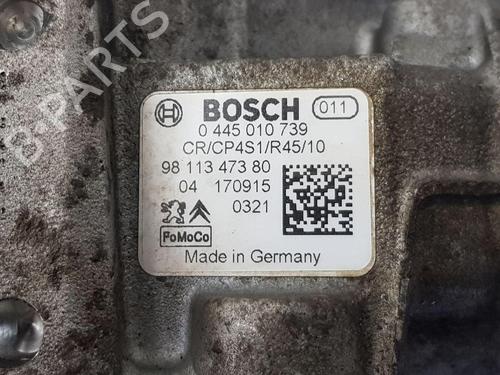 B-PARTS
BOSCH 011
0 445 010 739
CR/CP4S1/R45/10
98 113 473 80
04 170915
0321
FoMoCo
Made in Germany